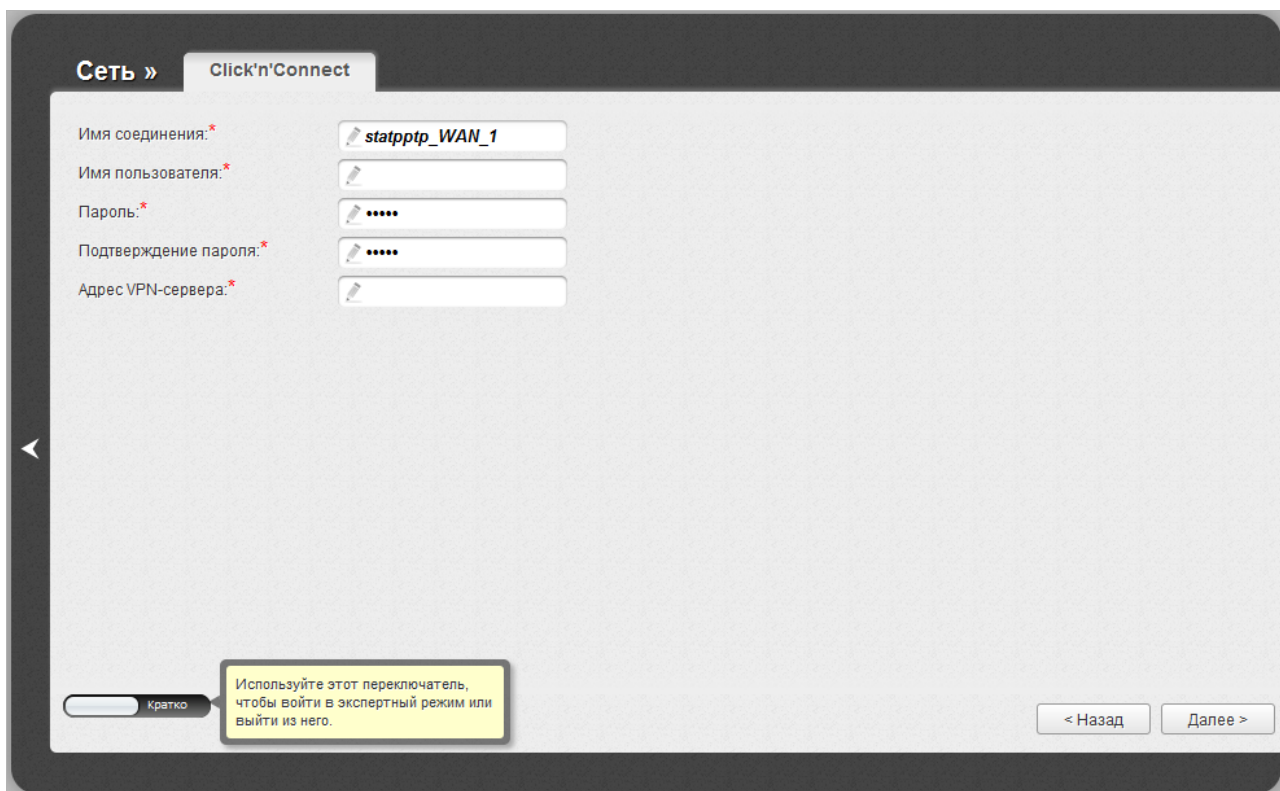 Сеть »
Click'n'Connect
Имя соединения:* statpptp_WAN_1
Имя пользователя:*
Пароль:* •••••
Подтверждение пароля:* •••••
Адрес VPN-сервера:*
Кратко
Используйте этот переключатель,
чтобы войти в экспертный режим или
выйти из него.
< Назад
Далее >